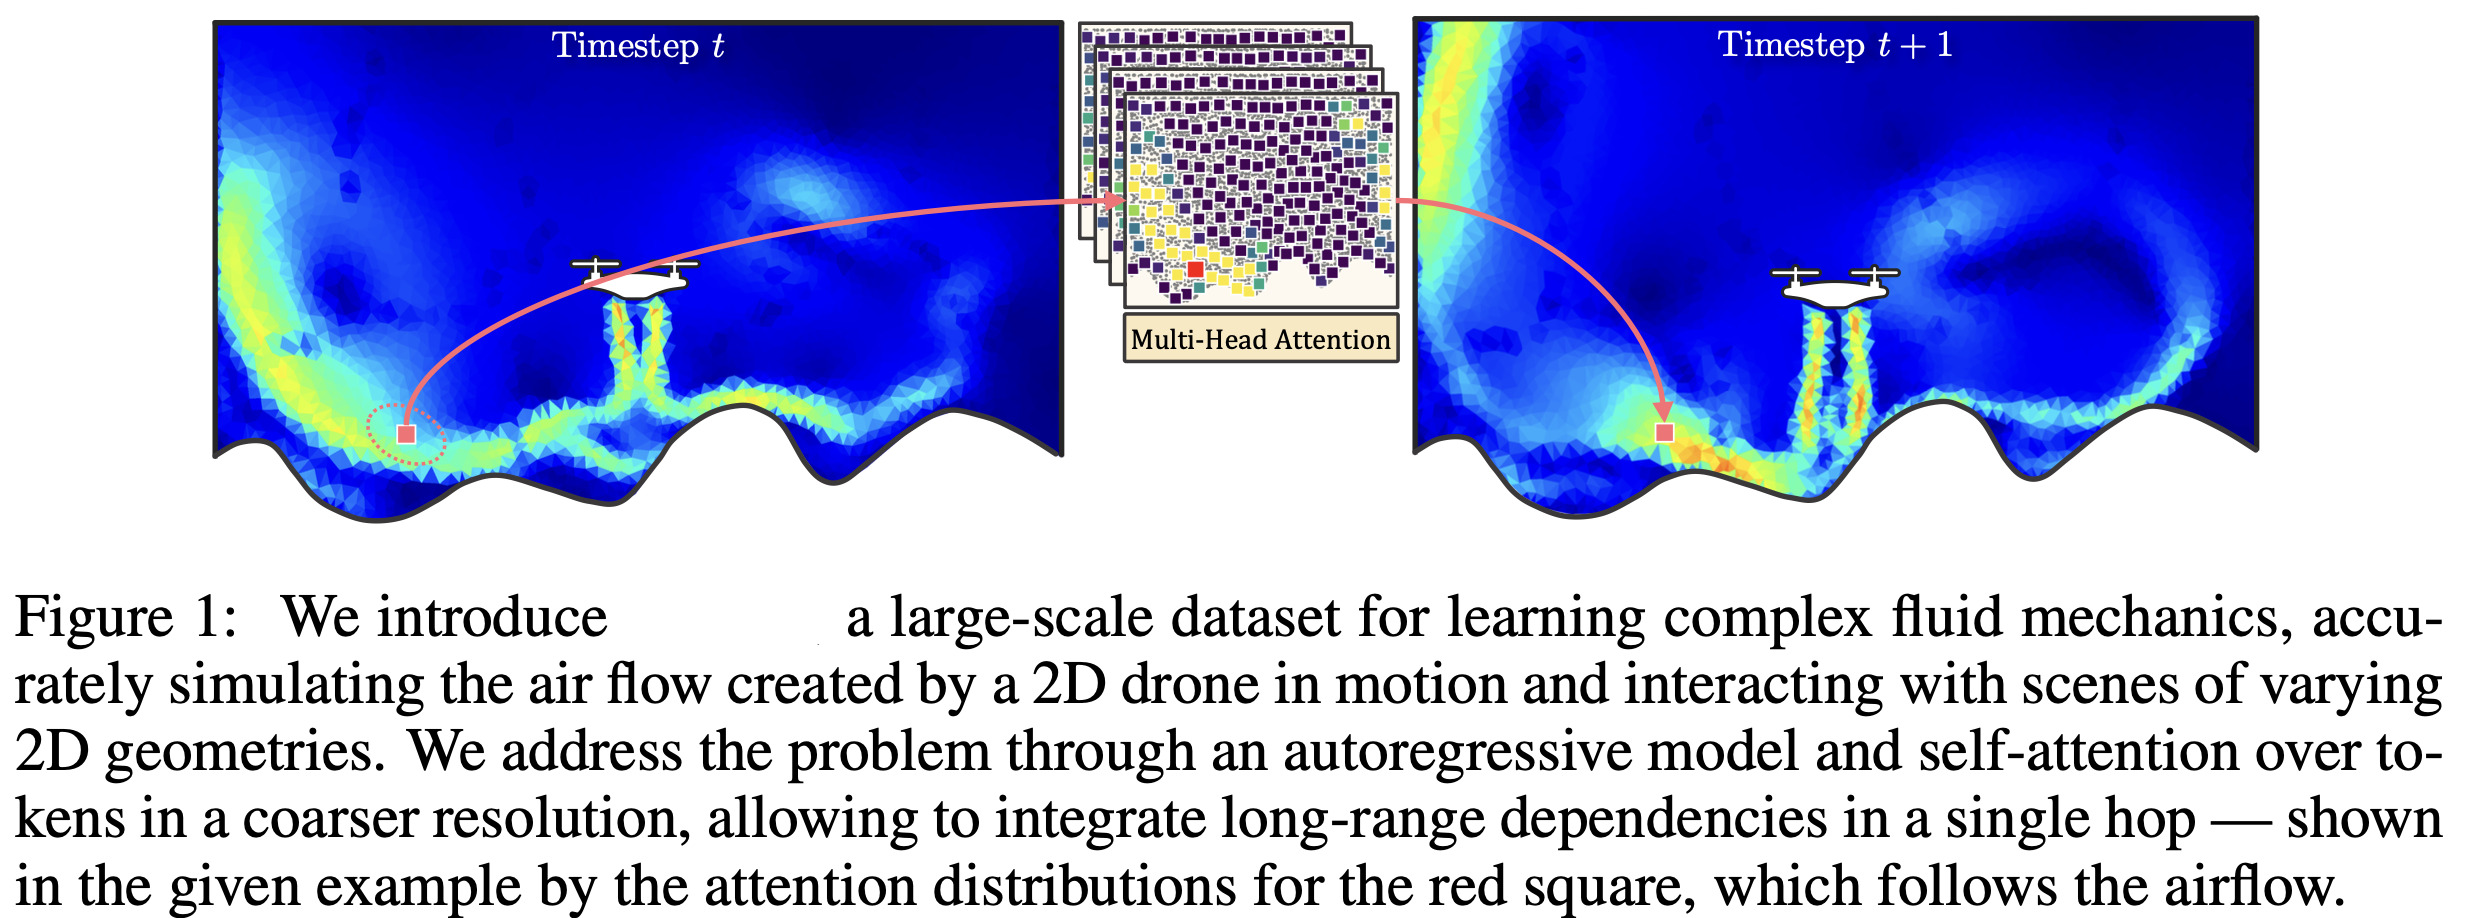 Timestep t
Timestep t + 1
Multi-Head Attention
Figure 1: We introduce a large-scale dataset for learning complex fluid mechanics, accu-
rately simulating the air flow created by a 2D drone in motion and interacting with scenes of varying
2D geometries. We address the problem through an autoregressive model and self-attention over to-
kens in a coarser resolution, allowing to integrate long-range dependencies in a single hop — shown
in the given example by the attention distributions for the red square, which follows the airflow.